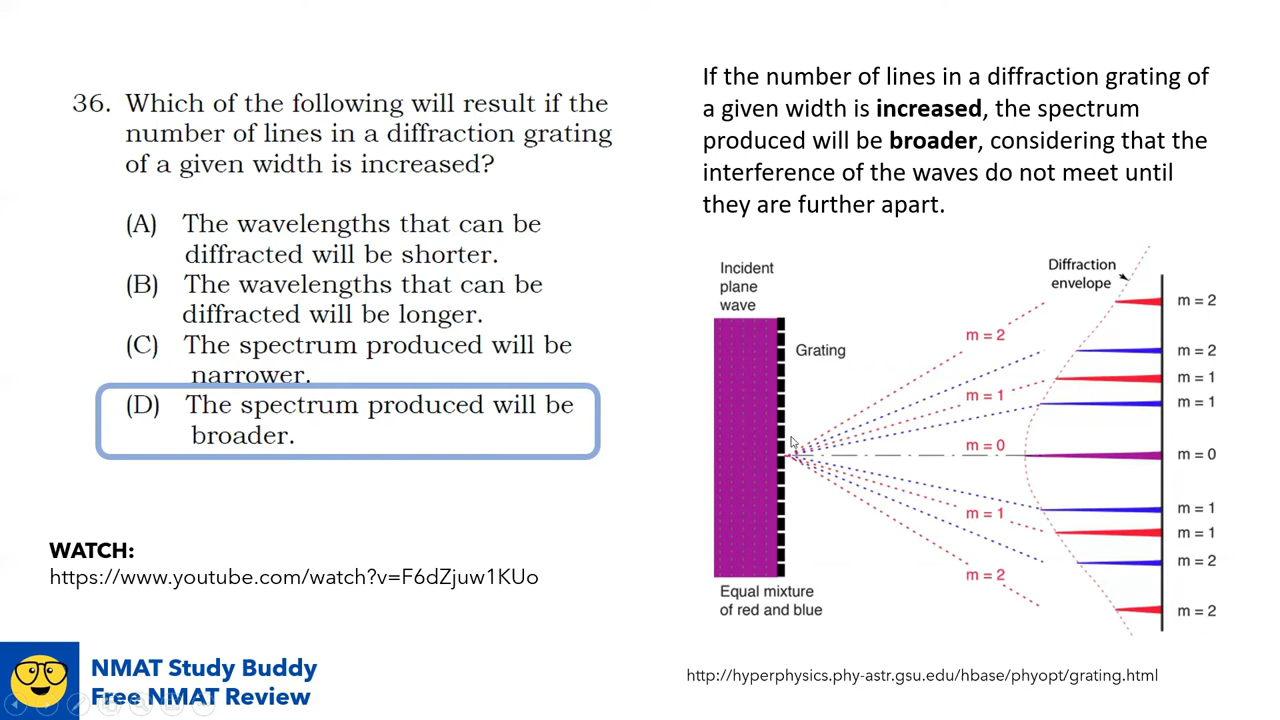 36. Which of the following will result if the
number of lines in a diffraction grating
of a given width is increased?
(A) The wavelengths that can be
diffracted will be shorter.
(B) The wavelengths that can be
diffracted will be longer.
(C) The spectrum produced will be
narrower.
(D) The spectrum produced will be
broader.
WATCH:
https://www.youtube.com/watch?v=F6dZjuw1KUo
NMAT Study Buddy
Free NMAT Review
If the number of lines in a diffraction grating of
a given width is increased, the spectrum
produced will be broader, considering that the
interference of the waves do not meet until
they are further apart.
Incident
plane
wave
Grating
Equal mixture
of red and blue
m = 2
m = 1
m = 0
m = 1
m = 2
Diffraction
envelope
m = 2
m = 2
m = 1
m = 1
m = 0
m = 1
m = 1
m = 2
m = 2
http://hyperphysics.phy-astr.gsu.edu/hbase/phyopt/grating.html